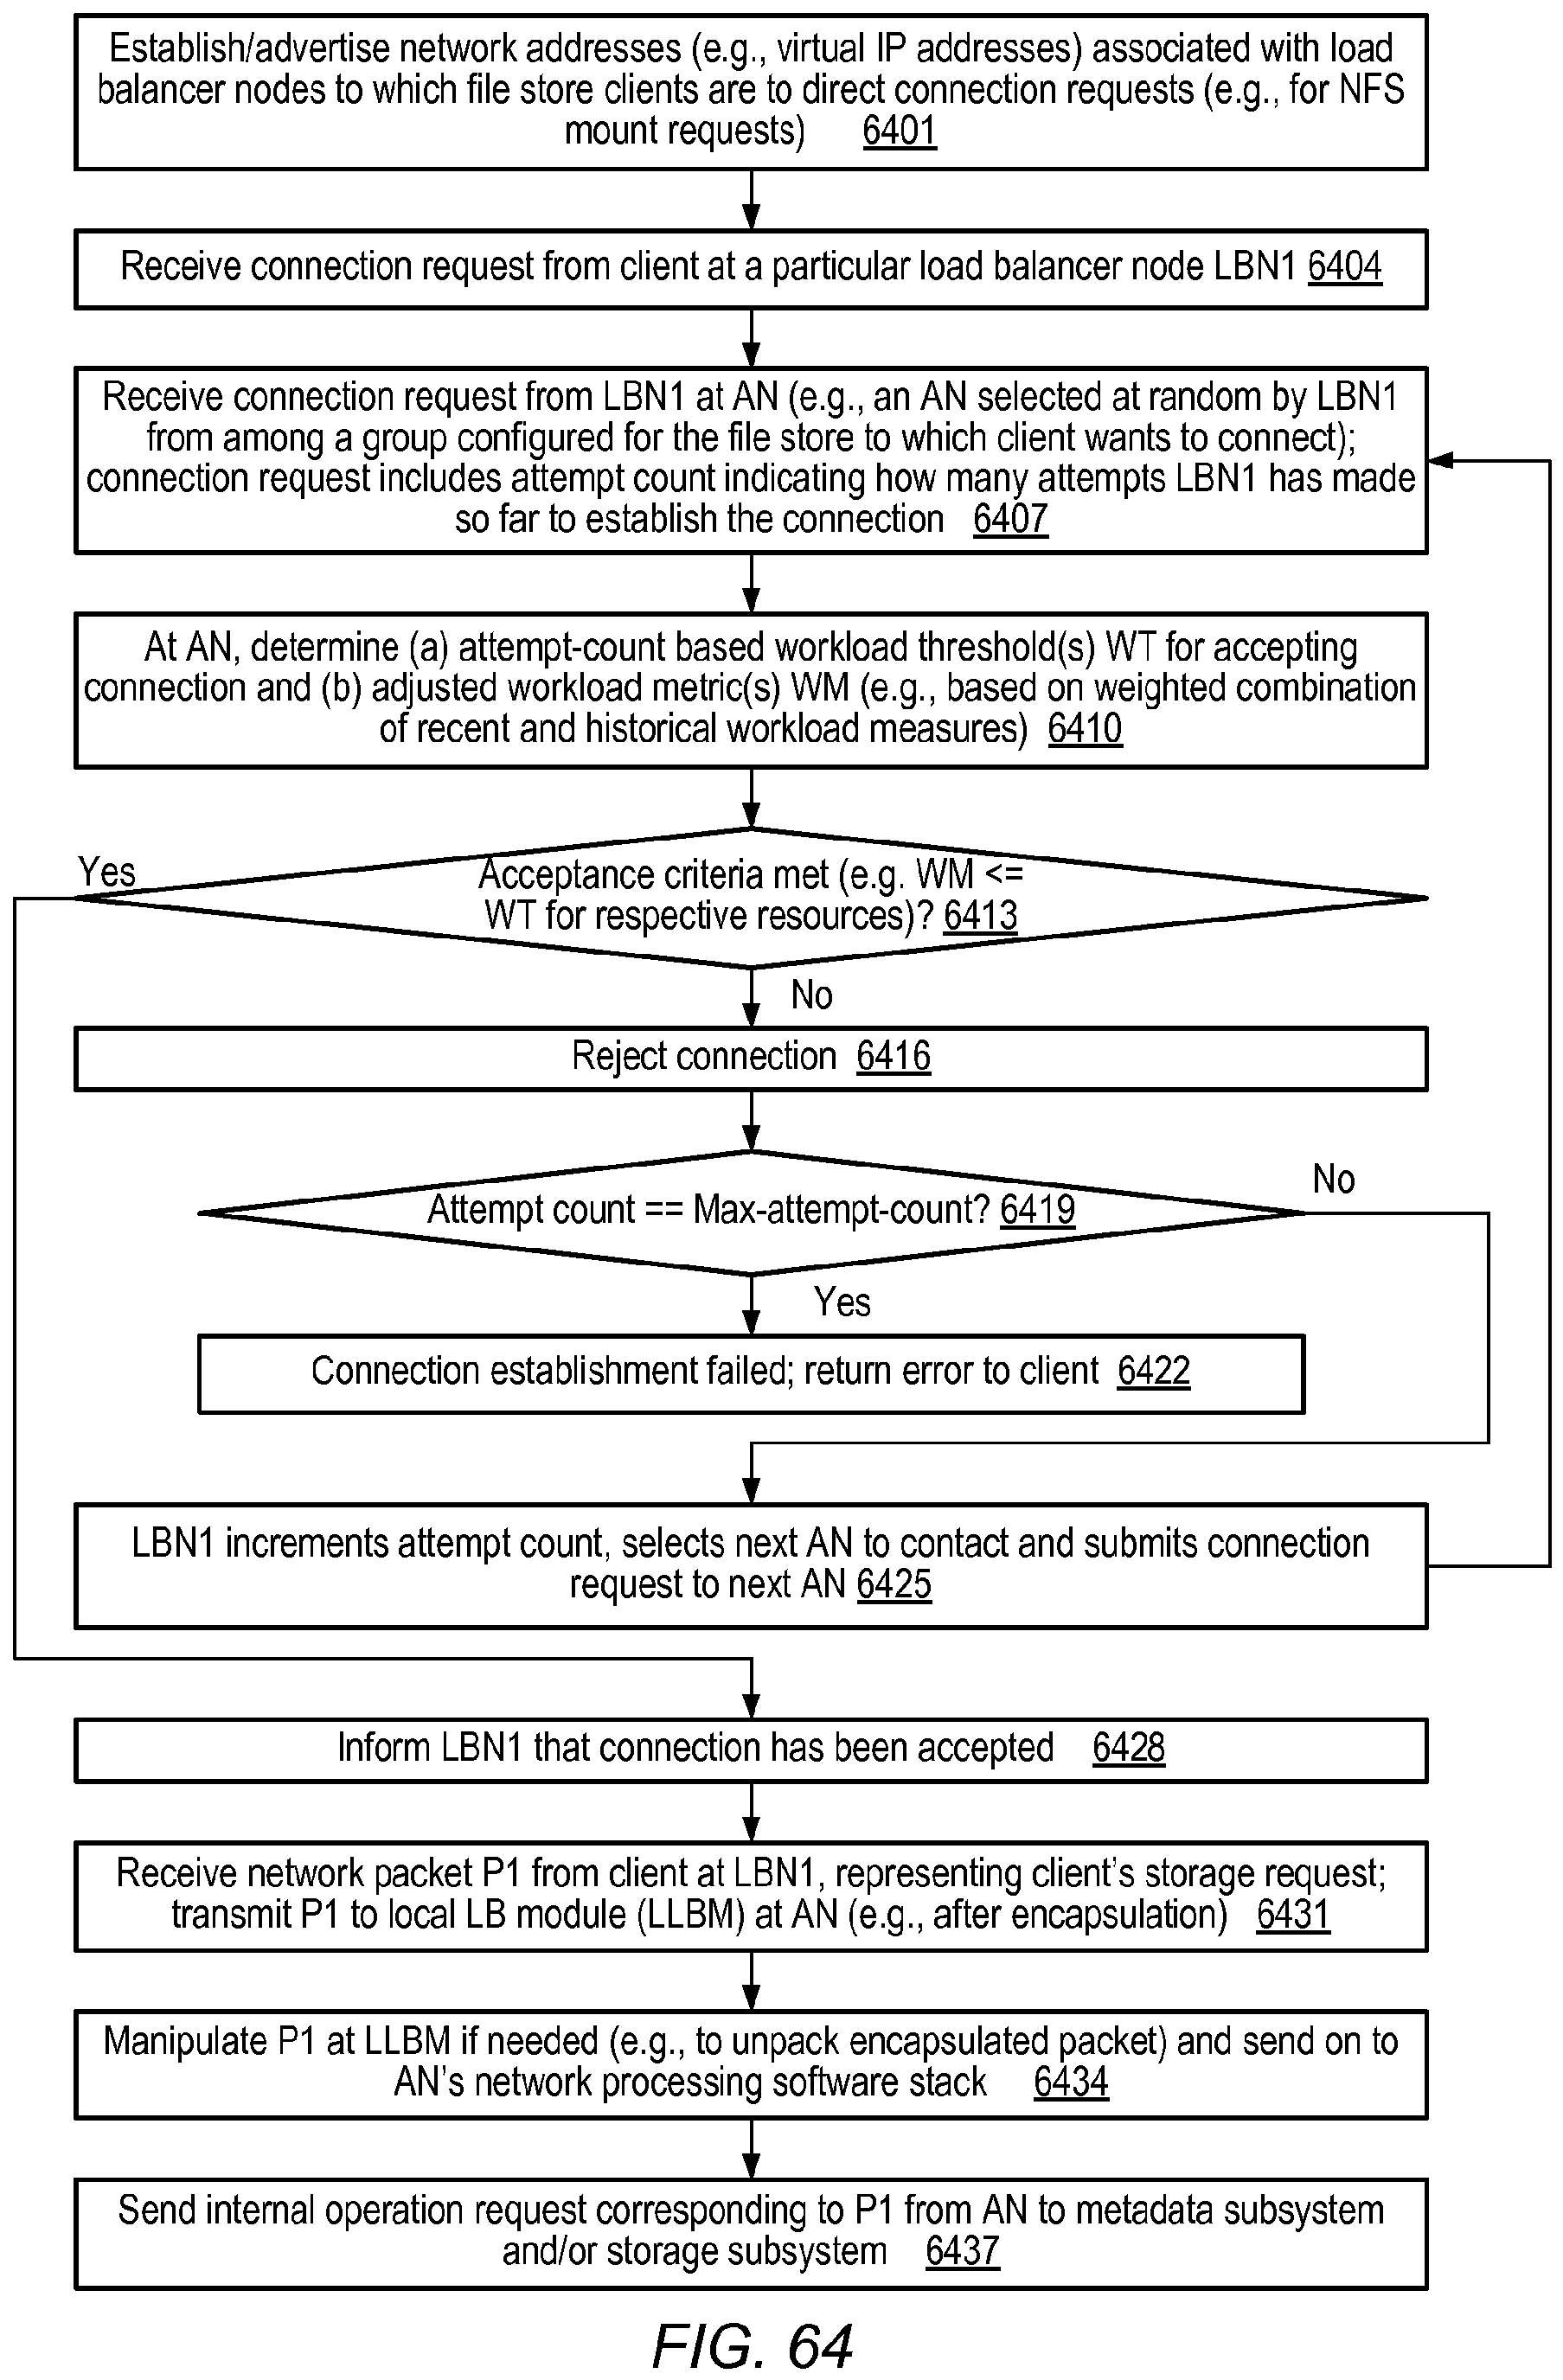 Establish/advertise network addresses (e.g., virtual IP addresses) associated with load
balancer nodes to which file store clients are to direct connection requests (e.g., for NFS
mount requests) 6401
Receive connection request from client at a particular load balancer node LBN1 6404
Receive connection request from LBN1 at AN (e.g., an AN selected at random by LBN1
from among a group configured for the file store to which client wants to connect);
connection request includes attempt count indicating how many attempts LBN1 has made
so far to establish the connection 6407
At AN, determine (a) attempt-count based workload threshold(s) WT for accepting
connection and (b) adjusted workload metric(s) WM (e.g., based on weighted combination
of recent and historical workload measures) 6410
Yes
Acceptance criteria met (e.g. WM <=
WT for respective resources)? 6413
No
Reject connection 6416
Attempt count == Max-attempt-count? 6419
No
Yes
Connection establishment failed; return error to client 6422
LBN1 increments attempt count, selects next AN to contact and submits connection
request to next AN 6425
Inform LBN1 that connection has been accepted 6428
Receive network packet P1 from client at LBN1, representing client's storage request;
transmit P1 to local LB module (LLBM) at AN (e.g., after encapsulation) 6431
Manipulate P1 at LLBM if needed (e.g., to unpack encapsulated packet) and send on to
AN's network processing software stack 6434
Send internal operation request corresponding to P1 from AN to metadata subsystem
and/or storage subsystem 6437
FIG. 64